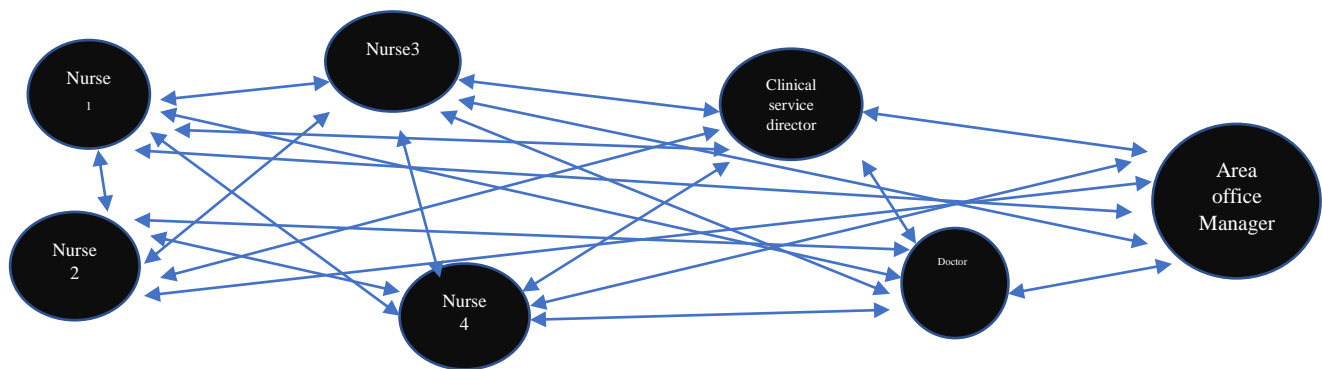 Nurse
1
Nurse3
Clinical
service
director
Area
office
Manager
Nurse
2
Nurse
4
Doctor